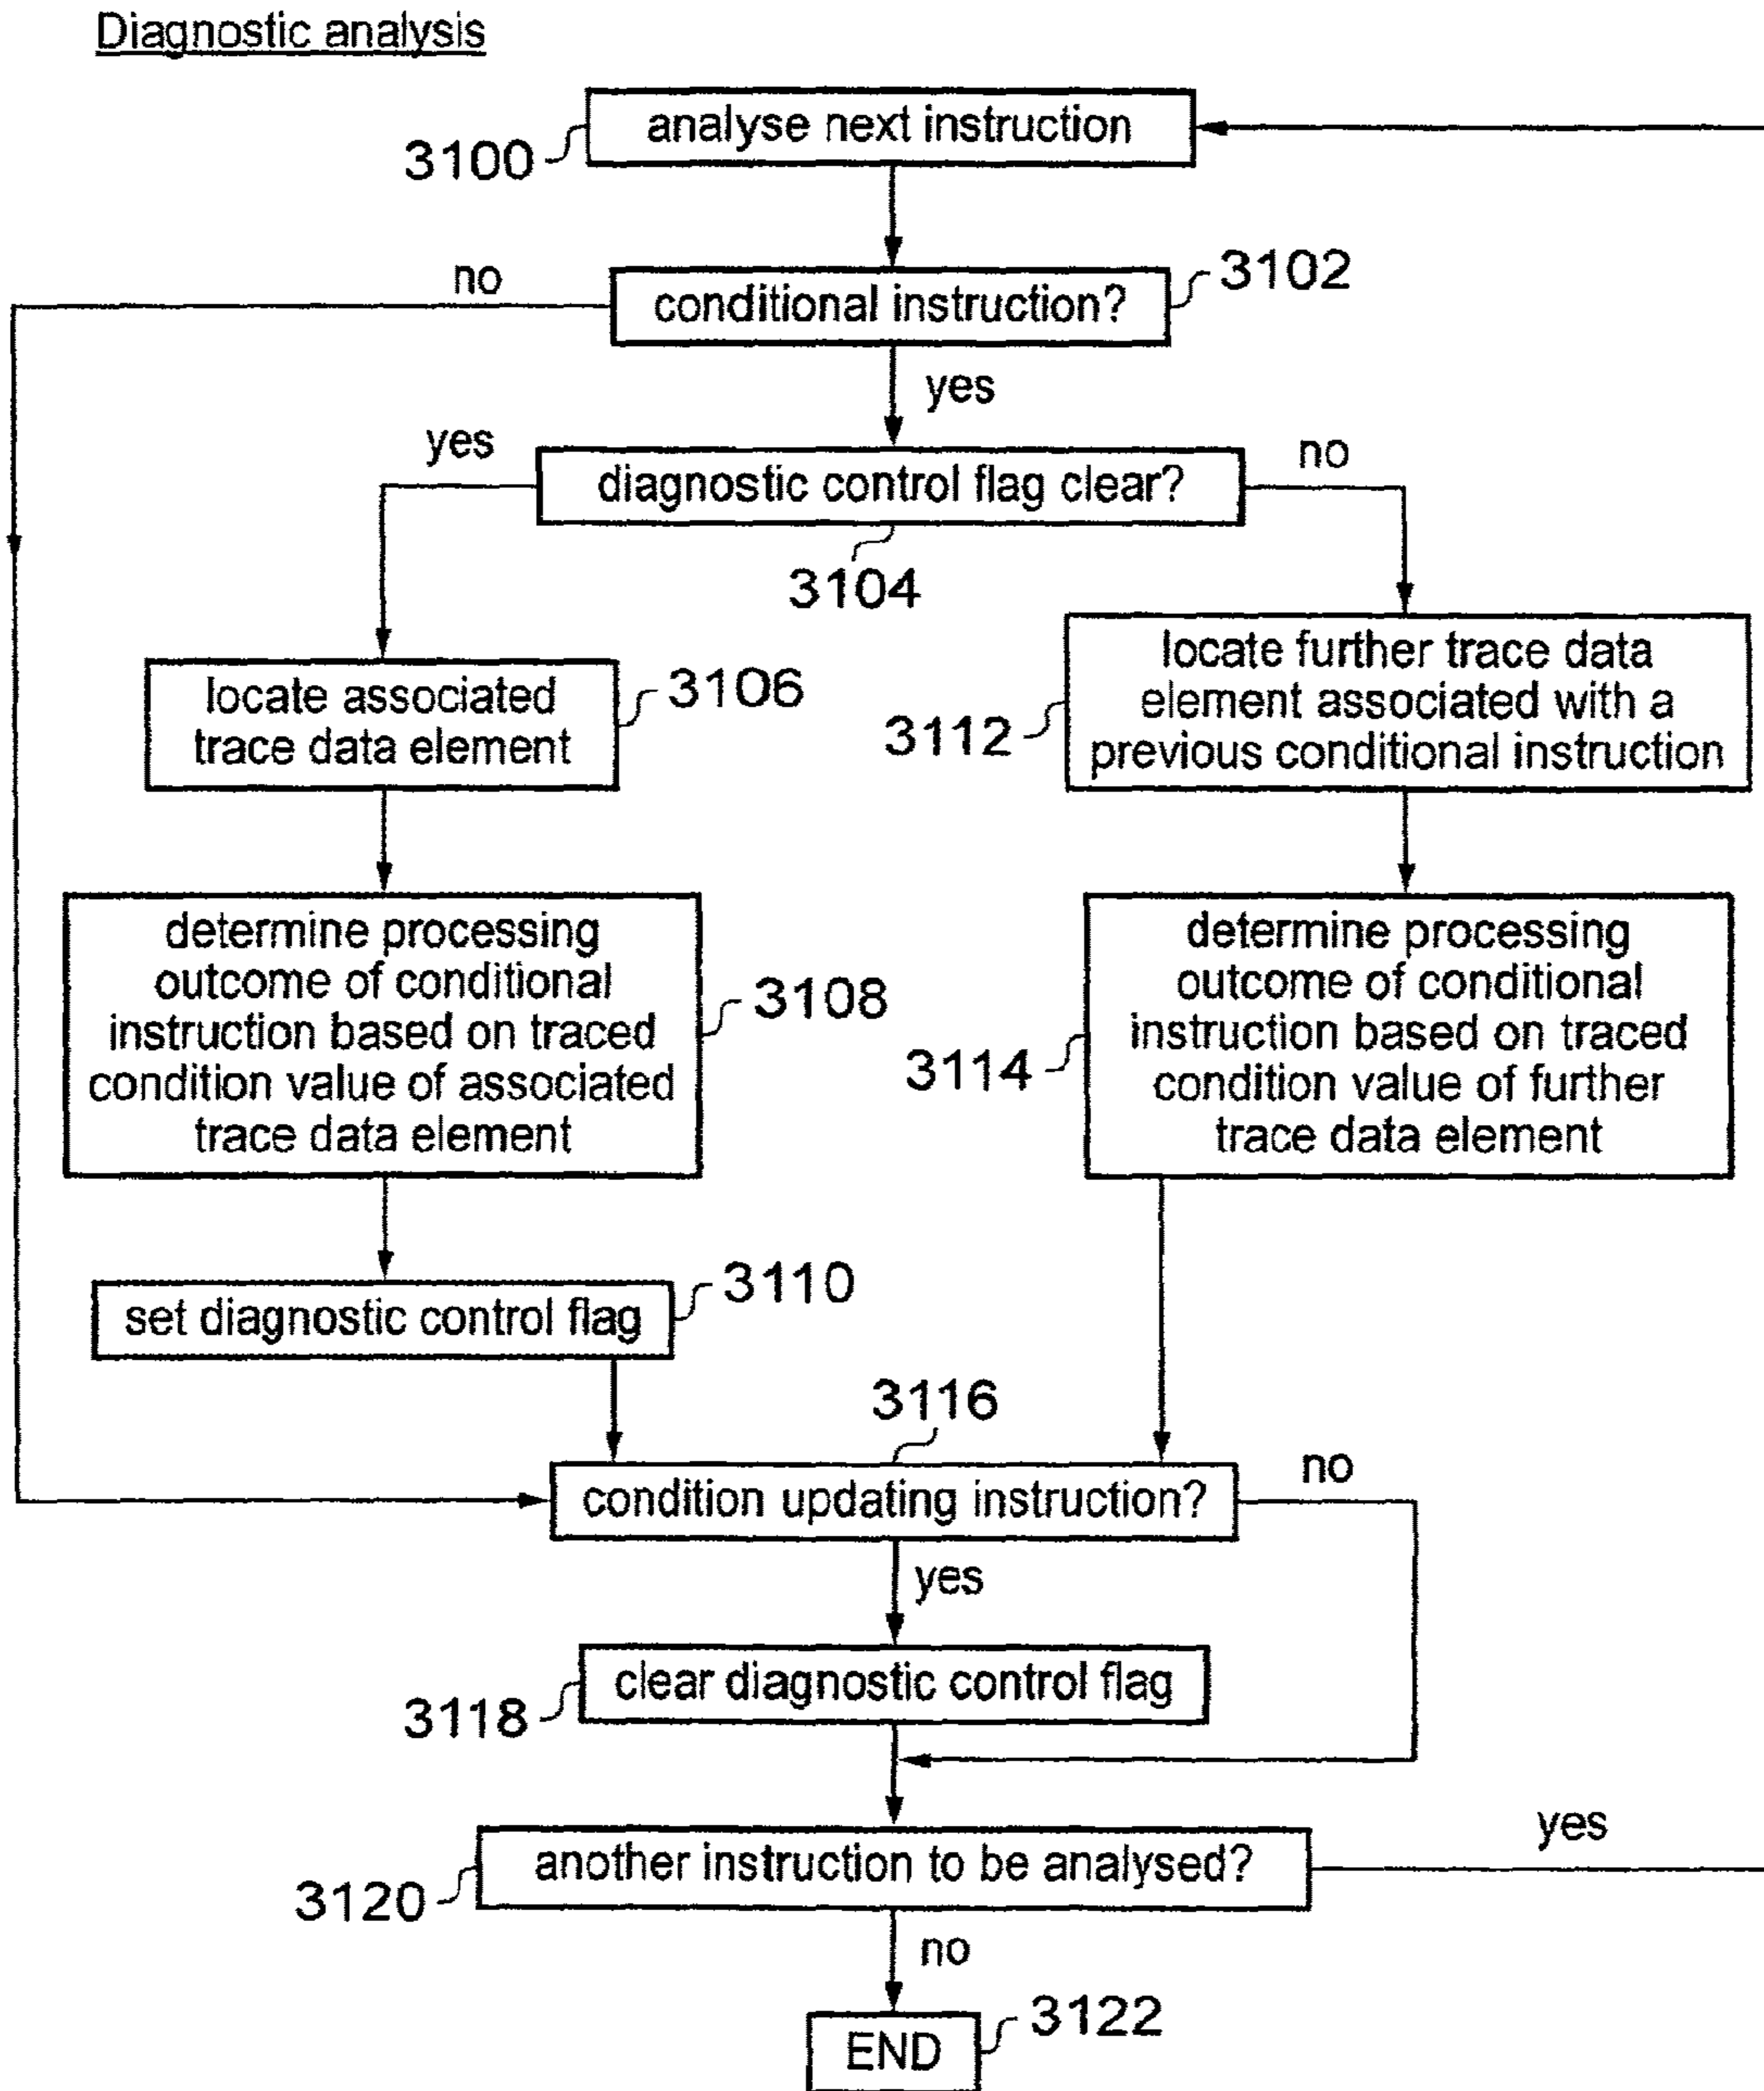 Diagnostic analysis
analyse next instruction
3100
conditional instruction?
3102
no
yes
diagnostic control flag clear?
3104
yes
no
locate associated
trace data element
3106
locate further trace data
element associated with a
previous conditional instruction
3112
determine processing
outcome of conditional
instruction based on traced
condition value of associated
trace data element
3108
determine processing
outcome of conditional
instruction based on traced
condition value of further
trace data element
3114
set diagnostic control flag
3110
3116
condition updating instruction?
no
yes
clear diagnostic control flag
3118
another instruction to be analysed?
3120
yes
no
END
3122